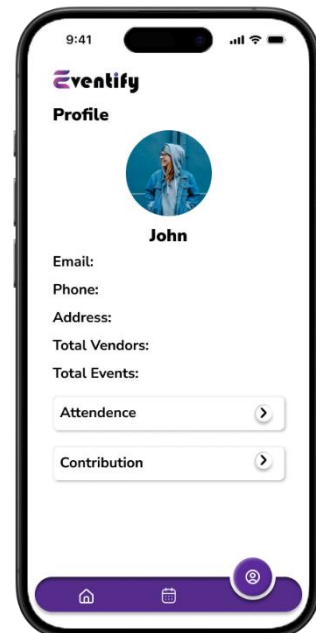 9:41
Eventify
Profile
John
Email:
Phone:
Address:
Total Vendors:
Total Events:
Attendence
Contribution